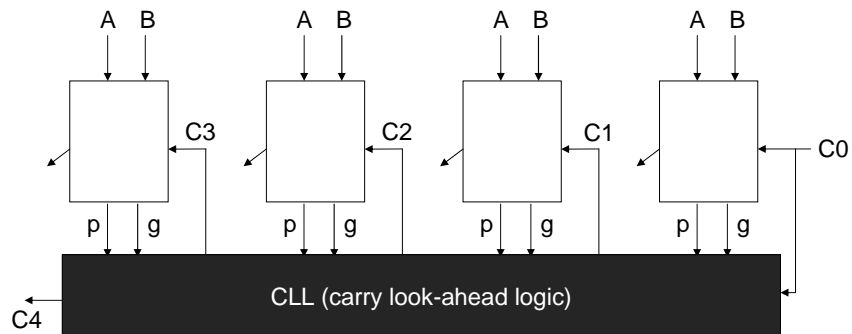 A B A B A B A B
C3 C2 C1 C0
p g p g p g p g
CLL (carry look-ahead logic)
C4